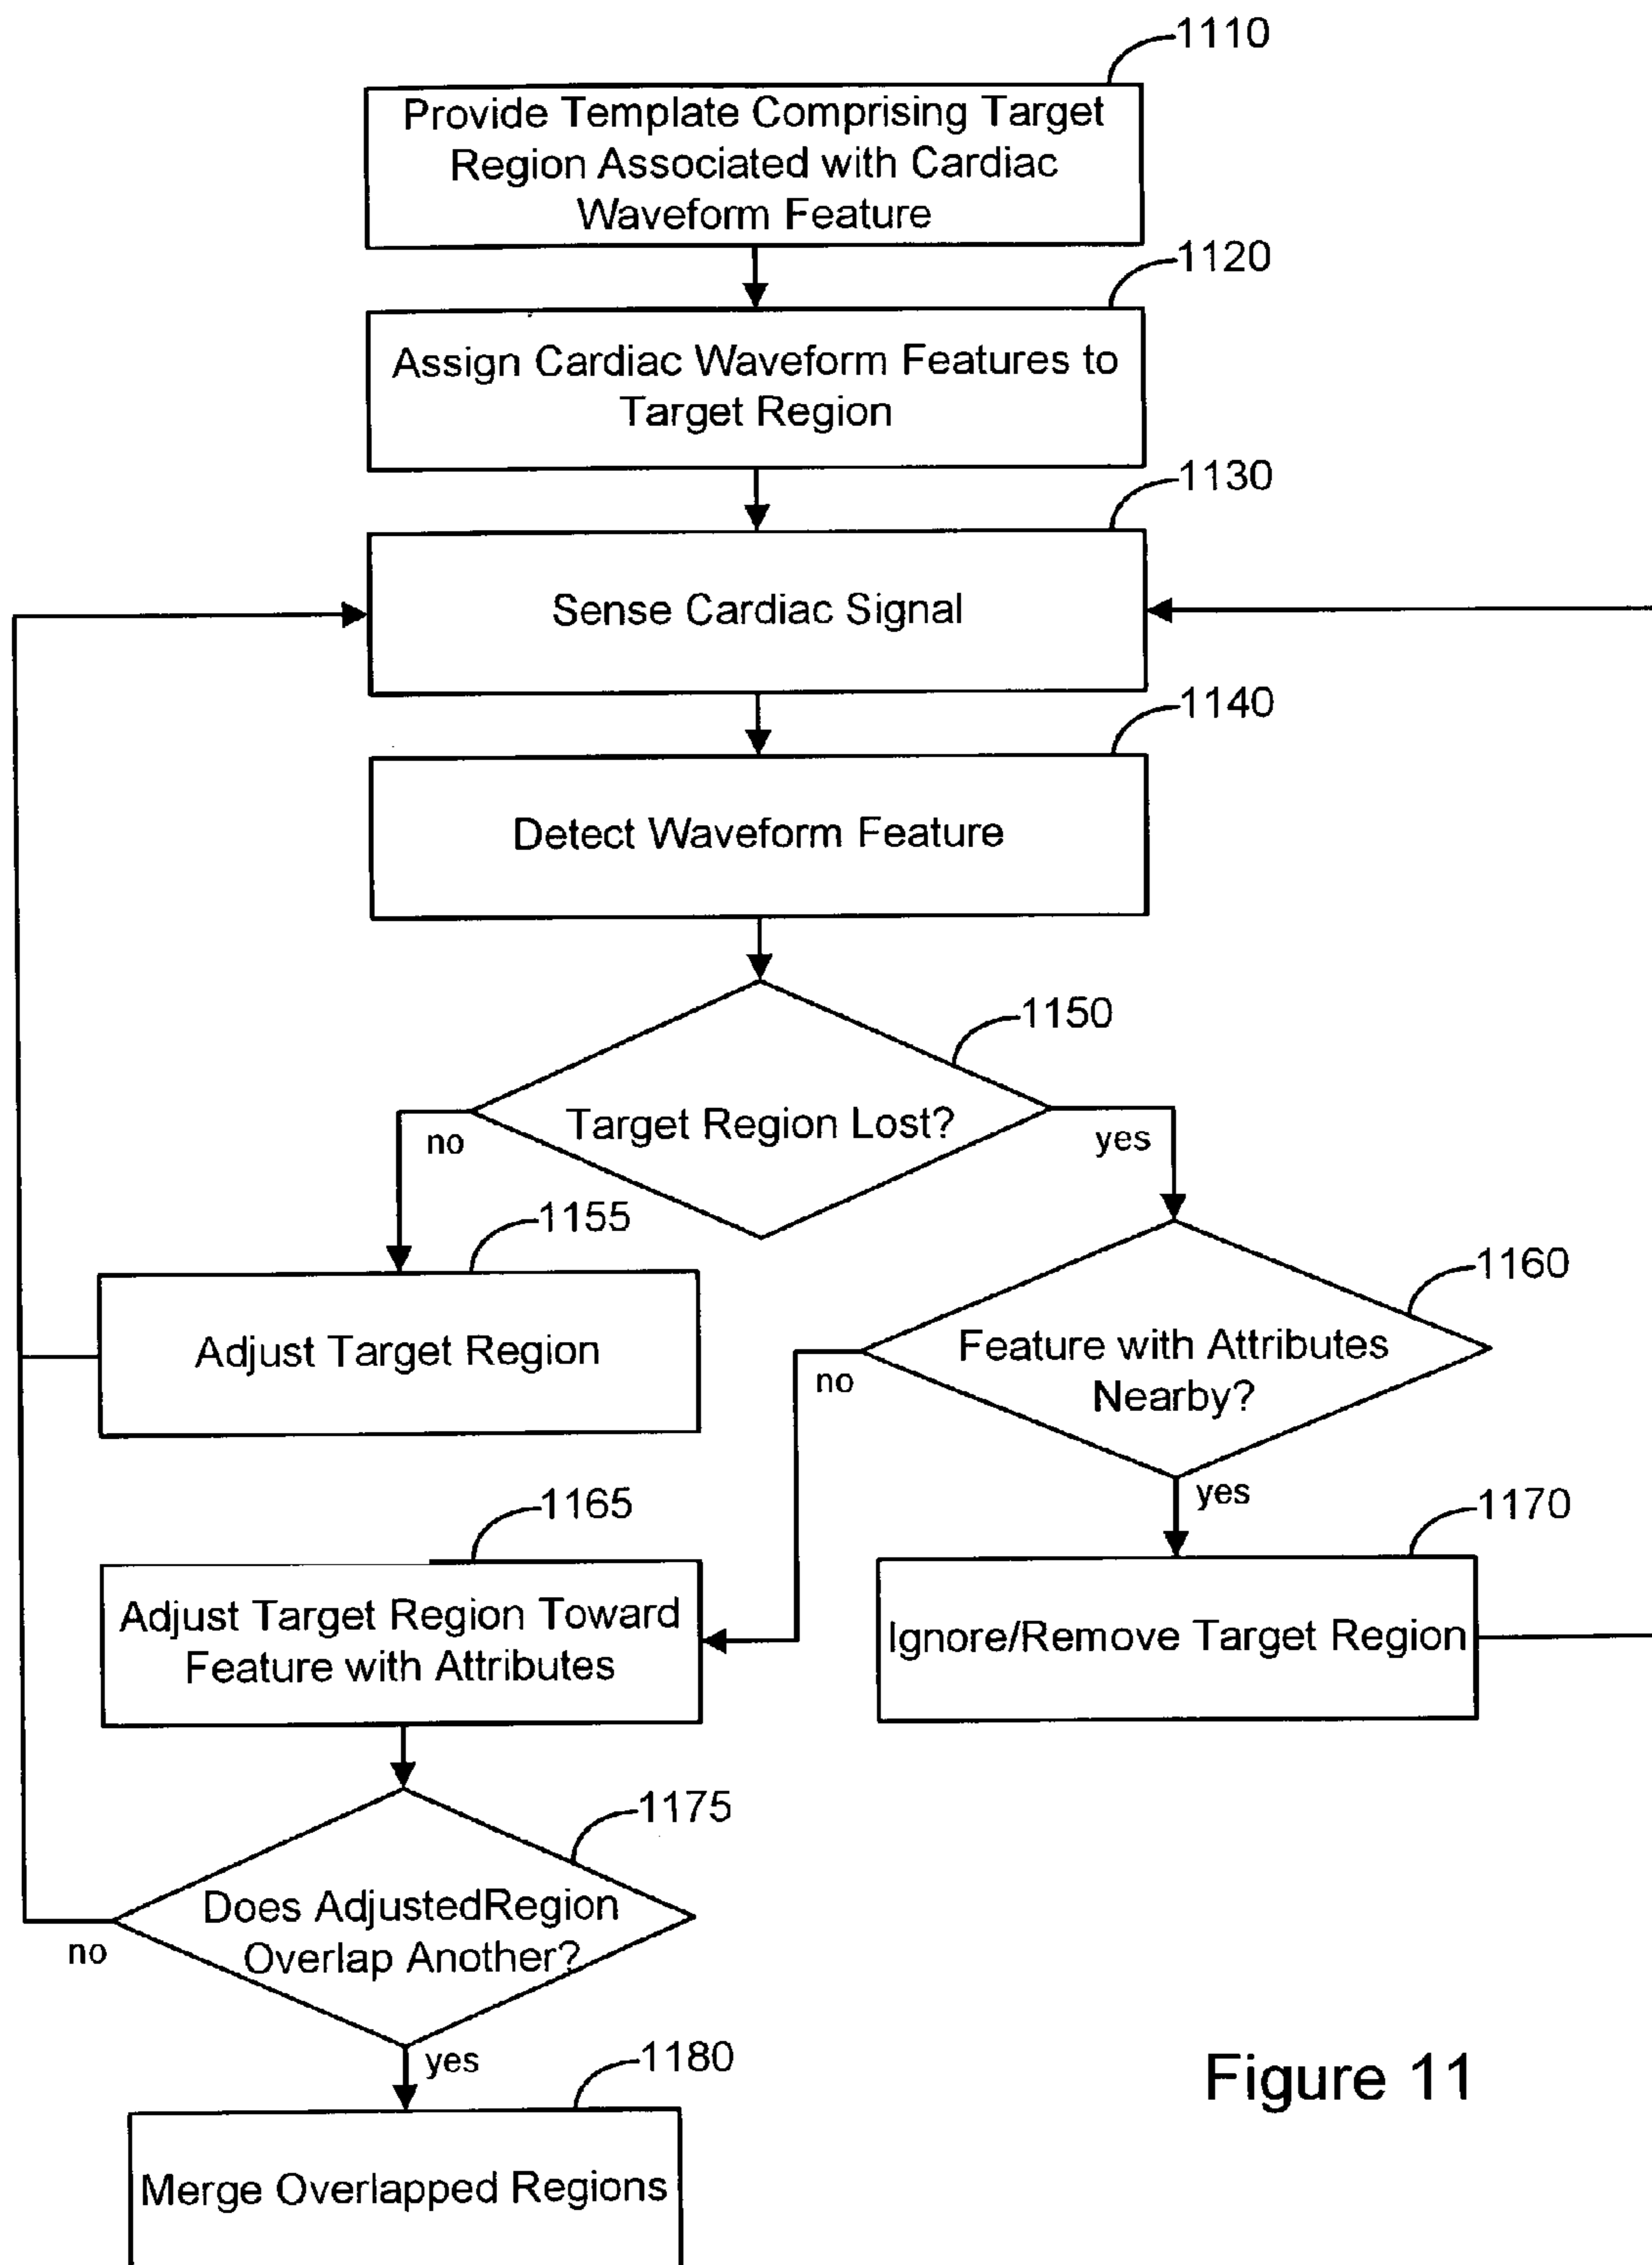 1110
Provide Template Comprising Target
Region Associated with Cardiac
Waveform Feature
1120
Assign Cardiac Waveform Features to
Target Region
1130
Sense Cardiac Signal
1140
Detect Waveform Feature
1150
Target Region Lost?
no
yes
1155
Adjust Target Region
1160
Feature with Attributes
Nearby?
no
yes
1165
Adjust Target Region Toward
Feature with Attributes
1170
Ignore/Remove Target Region
1175
Does AdjustedRegion
Overlap Another?
no
yes
1180
Merge Overlapped Regions
Figure 11